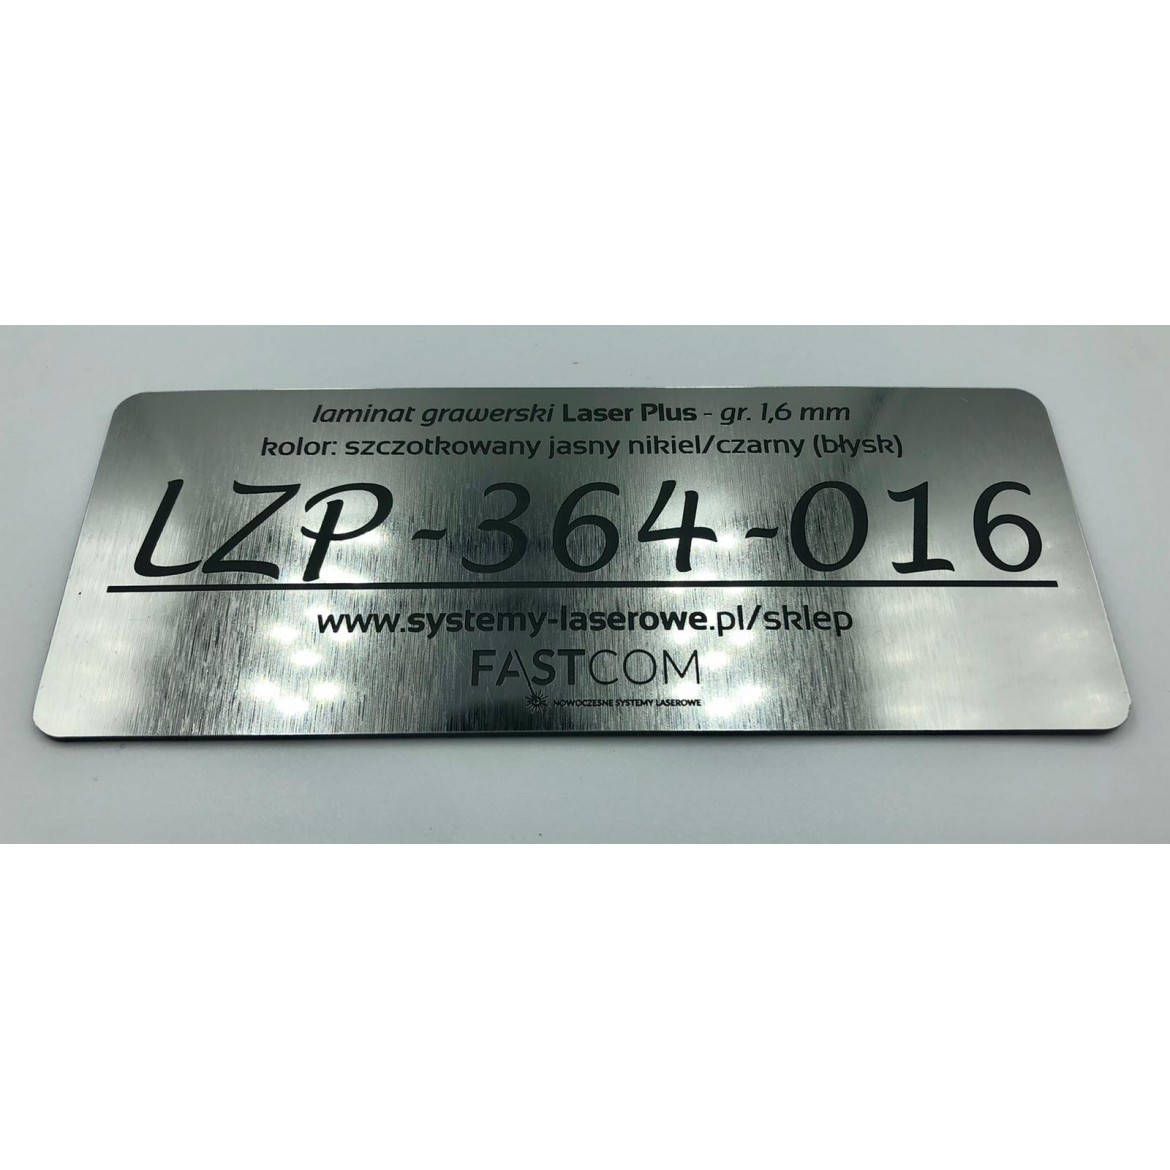 laminat grawerski Laser Plus - gr. 1,6 mm
kolor: szczotkowany jasny nikiel/czarny (błysk)
LZP-364-016
www.systemy-laserowe.pl/sklep
FASTCOM
NOWOCZESNE SYSTEMY LASEROWE